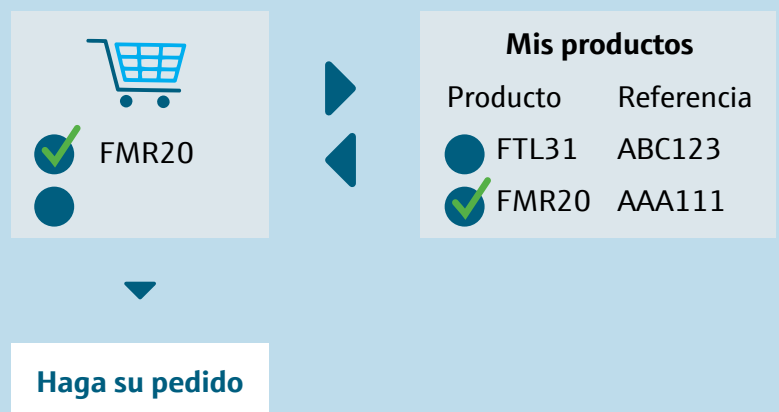 FMR20
Mis productos
Producto Referencia
FTL31 ABC123
FMR20 AAA111
Haga su pedido